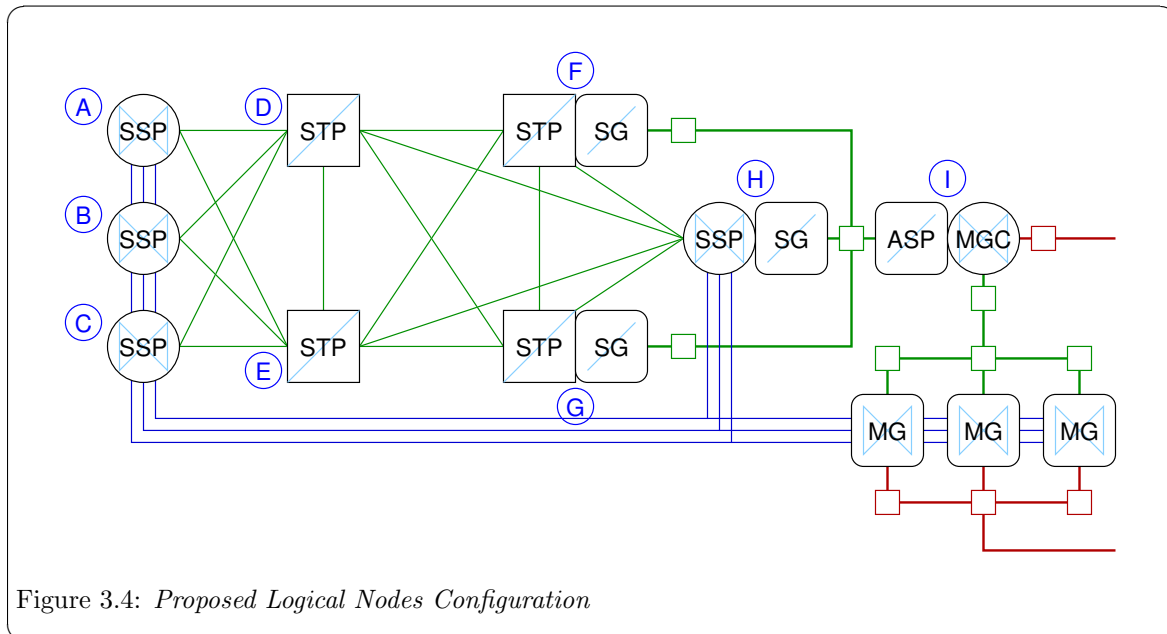 F
A
D
SSP
STP
STP
SG
H
I
B
SSP
SSP
SG
ASP
MGC
C
SSP
STP
STP
SG
E
G
MG
MG
MG
Figure 3.4: Proposed Logical Nodes Configuration